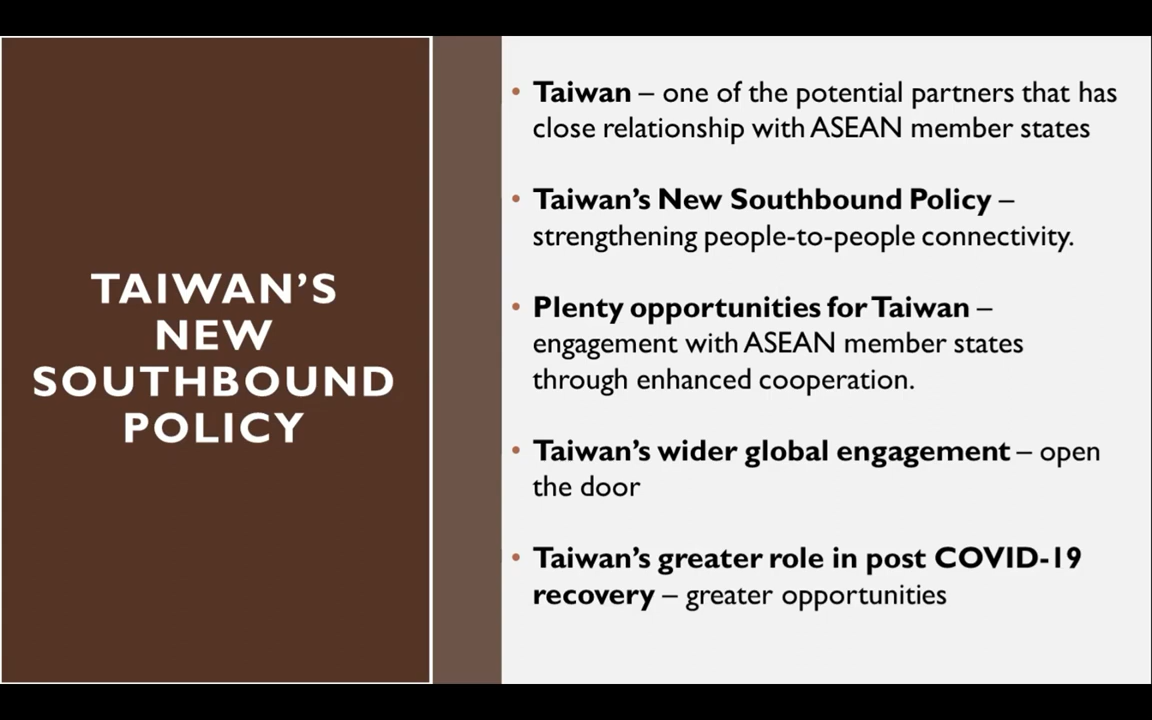 TAIWAN'S
NEW
SOUTHBOUND
POLICY
• Taiwan – one of the potential partners that has
close relationship with ASEAN member states
• Taiwan's New Southbound Policy –
strengthening people-to-people connectivity.
• Plenty opportunities for Taiwan –
engagement with ASEAN member states
through enhanced cooperation.
• Taiwan's wider global engagement – open
the door
• Taiwan's greater role in post COVID-19
recovery – greater opportunities